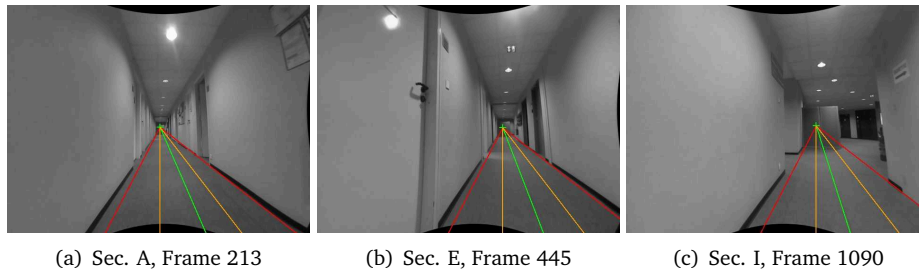 (a) Sec. A, Frame 213
(b) Sec. E, Frame 445
(c) Sec. I, Frame 1090